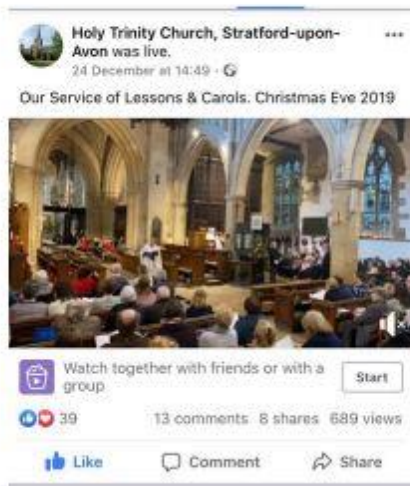 Holy Trinity Church, Stratford-upon-
Avon was live.
24 December at 14:49 ·
Our Service of Lessons & Carols. Christmas Eve 2019
Watch together with friends or with a
group
Start
39
13 comments 8 shares 689 views
Like
Comment
Share